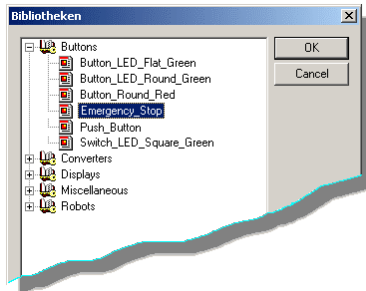 Bibliotheken
Buttons
Button_LED_Flat_Green
Button_LED_Round_Green
Button_Round_Red
Emergency_Stop
Push_Button
Switch_LED_Square_Green
Converters
Displays
Miscellaneous
Robots
OK
Cancel